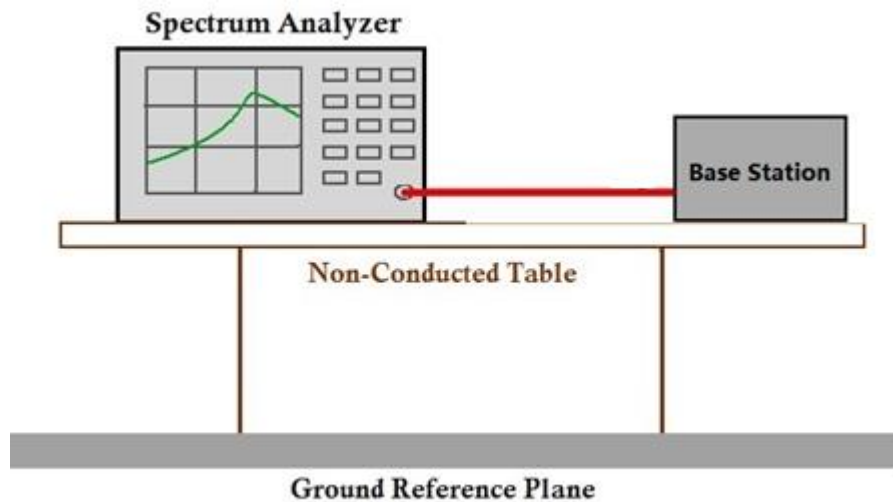 Spectrum Analyzer
Base Station
Non-Conducted Table
Ground Reference Plane